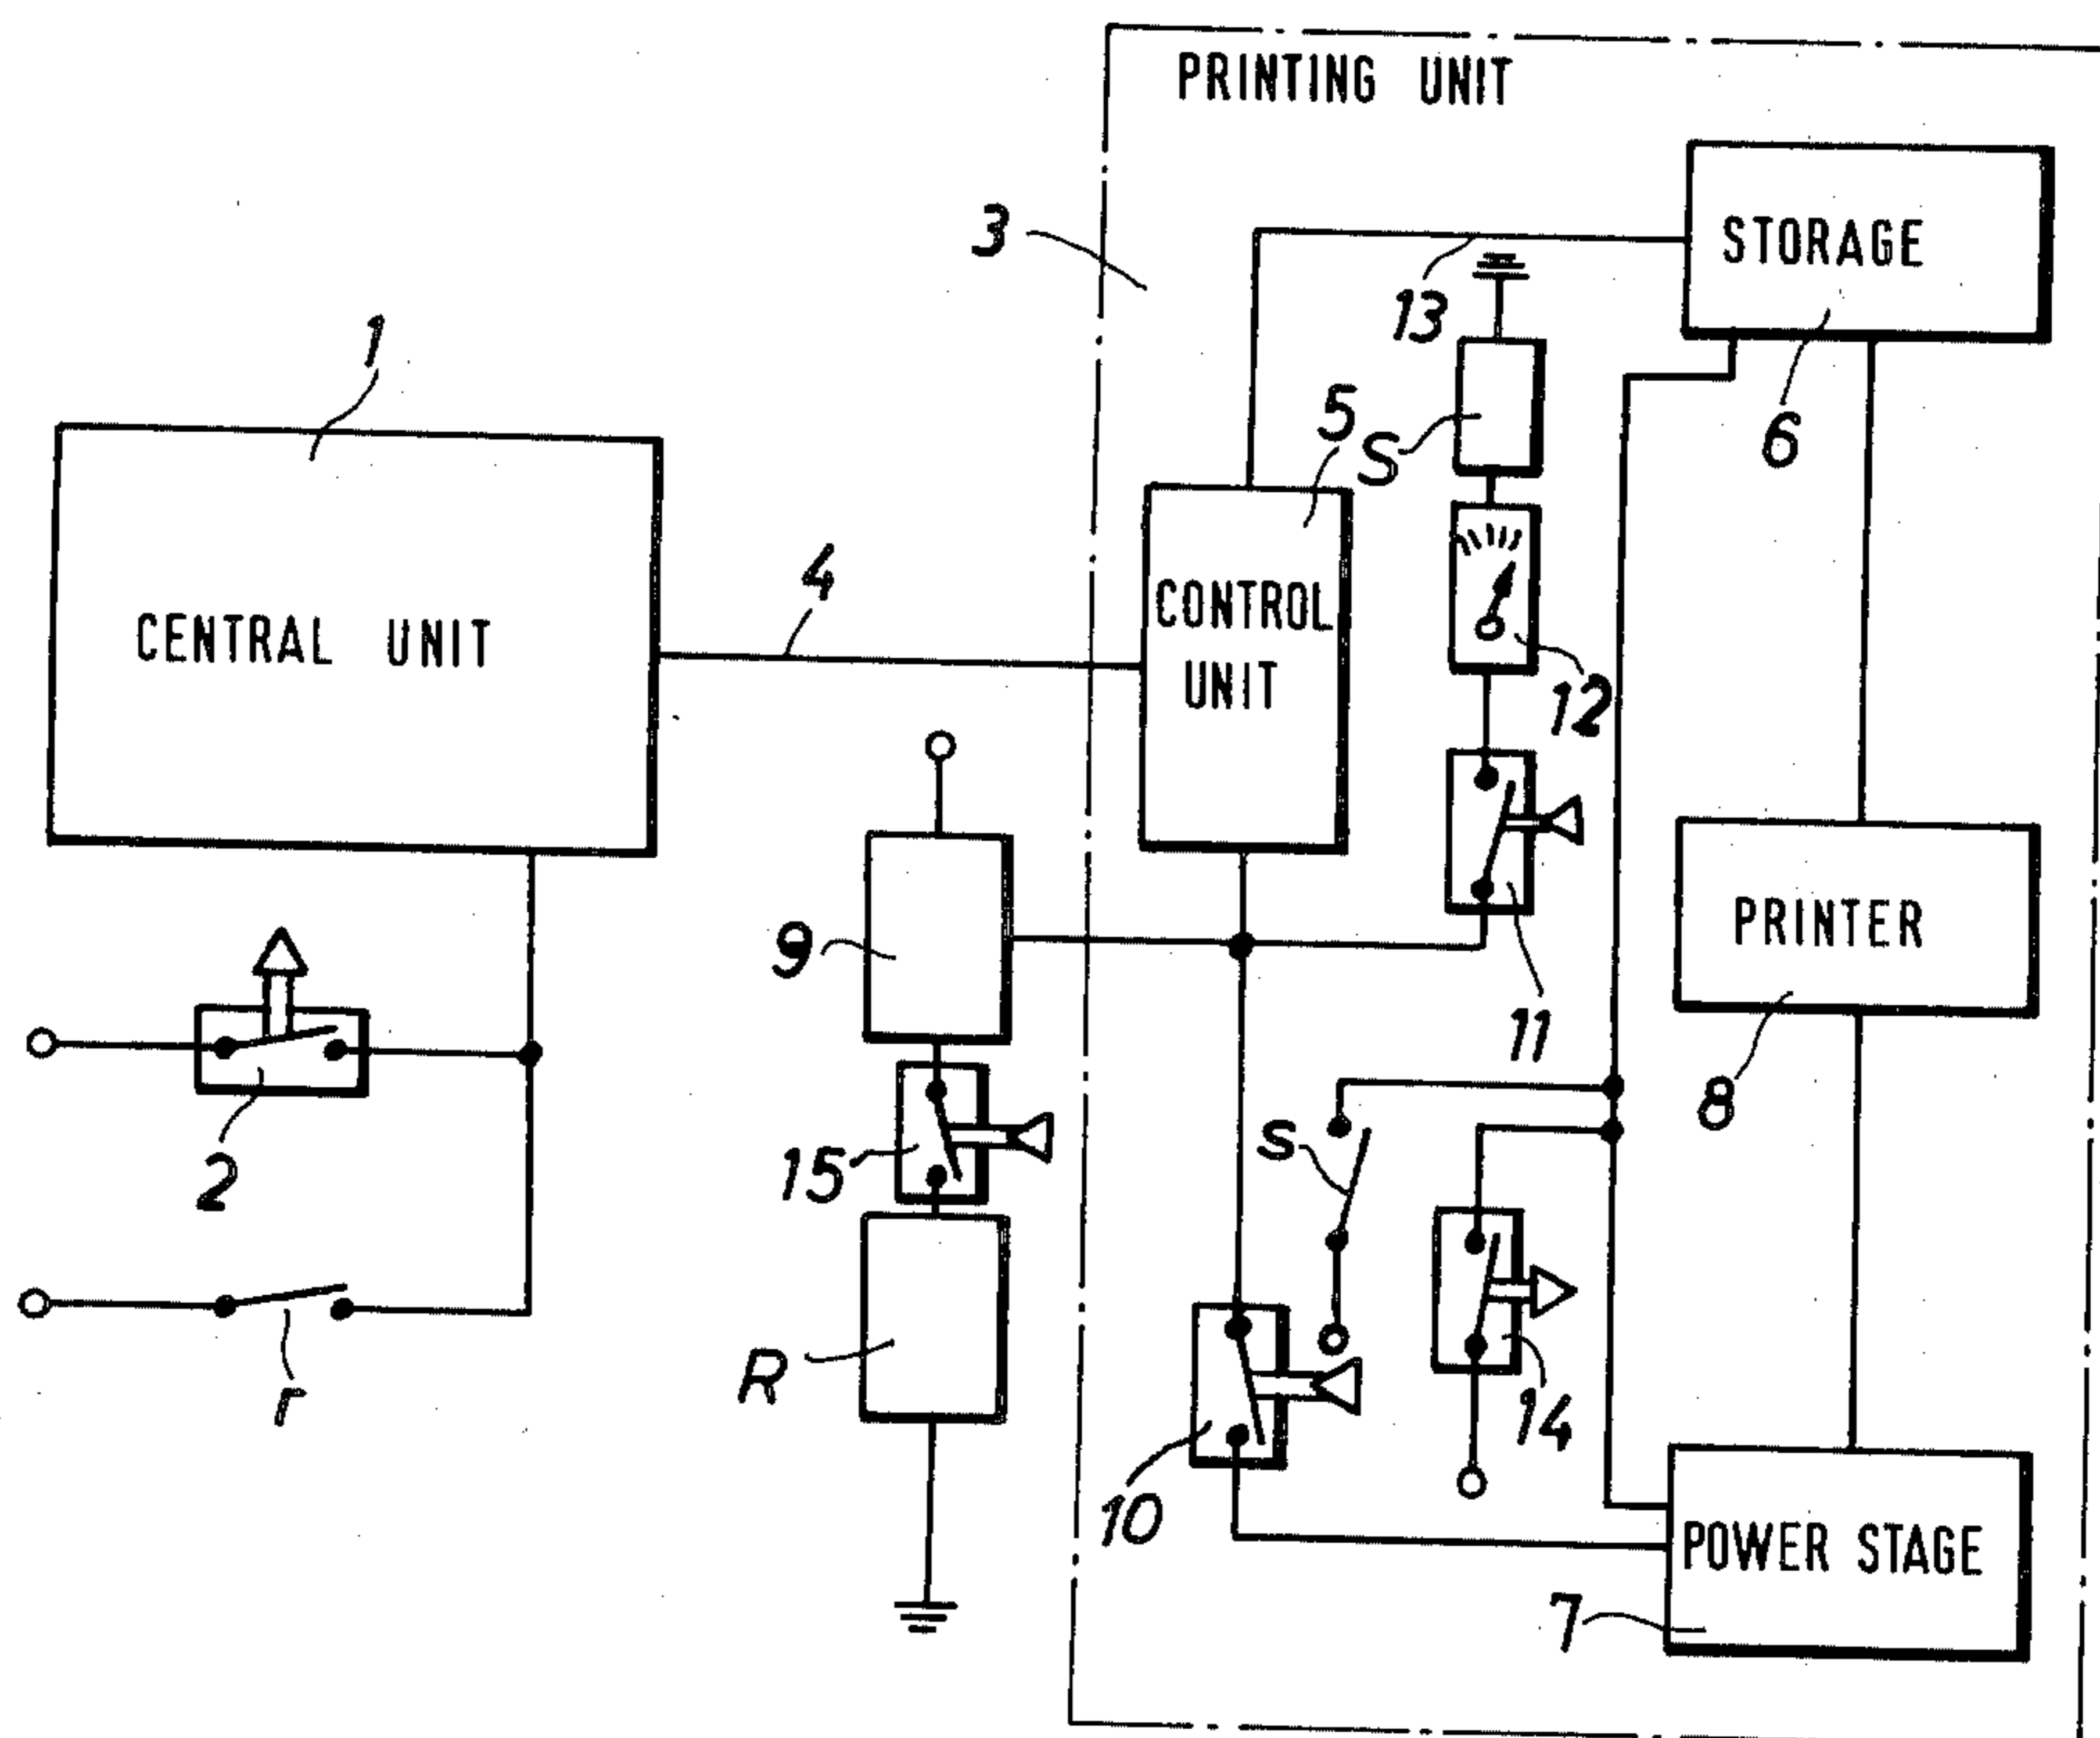 PRINTING UNIT
STORAGE
3
13
1
5
S
6
CENTRAL UNIT
4
CONTROL
UNIT
12
9
PRINTER
11
2
15
S
8
R
r
10
14
POWER STAGE
7